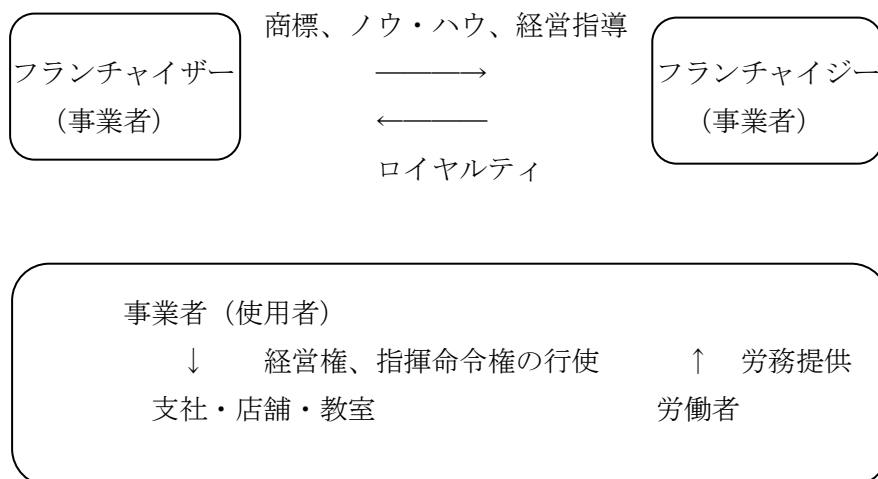 商標、ノウ・ハウ、経営指導
フランチャイザー ―――→ フランチャイジー
（事業者） ←――― （事業者）
ロイヤルティ
事業者（使用者）
↓ 経営権、指揮命令権の行使 ↑ 労務提供
支社・店舗・教室 労働者